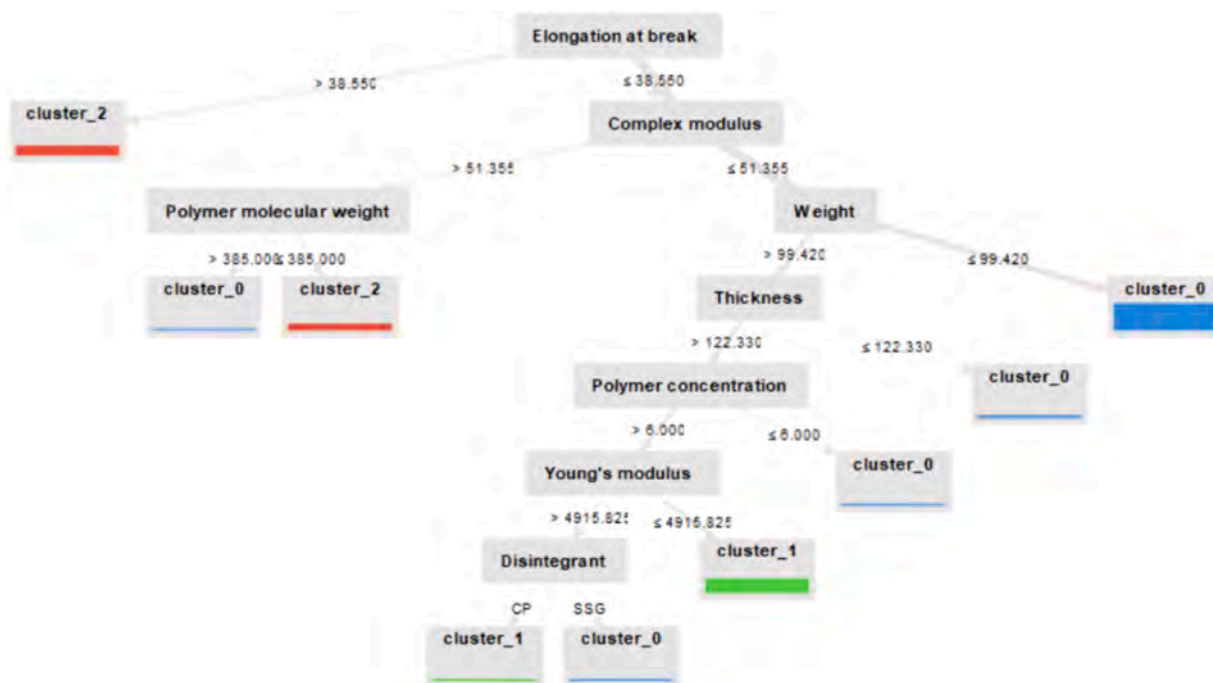 Elongation at break
> 38.550
≤ 38.550
cluster_2
Complex modulus
> 51.355
≤ 51.355
Polymer molecular weight
Weight
> 385.000
≤ 385.000
> 99.420
≤ 99.420
cluster_0
cluster_2
Thickness
cluster_0
> 122.330
≤ 122.330
Polymer concentration
cluster_0
> 6.000
≤ 6.000
Young's modulus
cluster_0
> 4915.825
≤ 4915.825
Disintegrant
cluster_1
CP
SSG
cluster_1
cluster_0